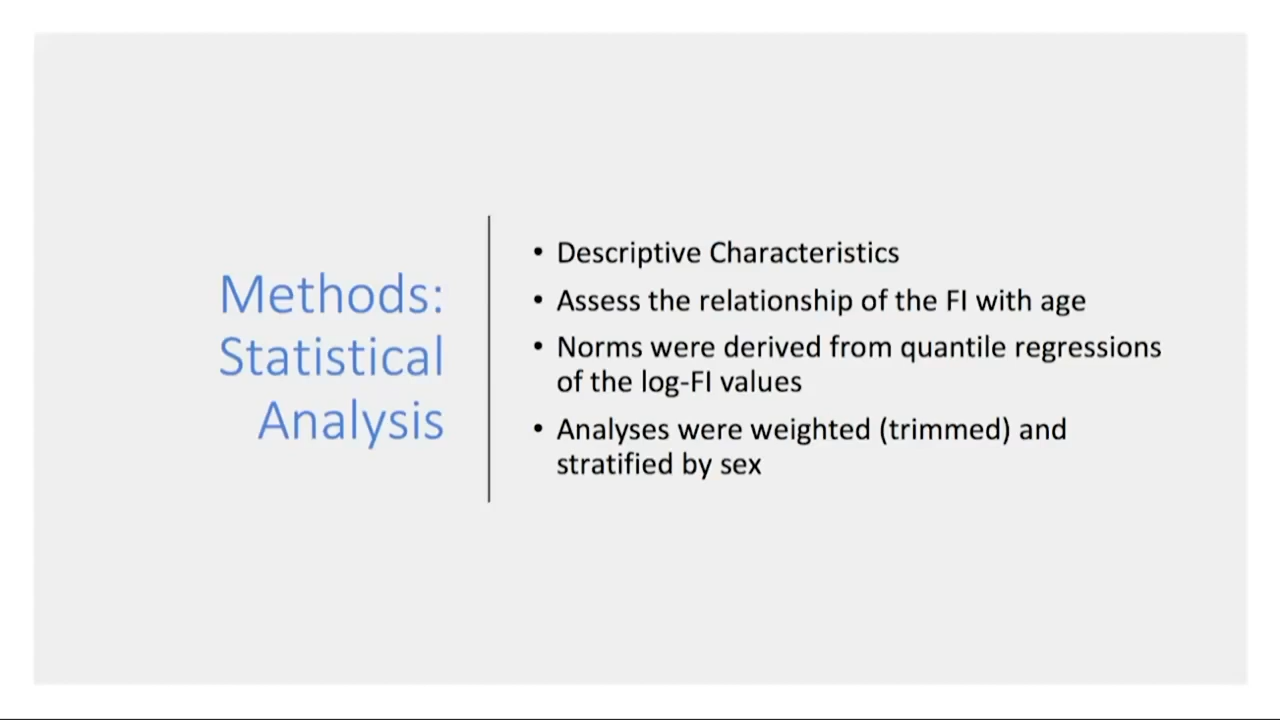 Methods:
Statistical
Analysis
• Descriptive Characteristics
• Assess the relationship of the FI with age
• Norms were derived from quantile regressions
of the log-FI values
• Analyses were weighted (trimmed) and
stratified by sex